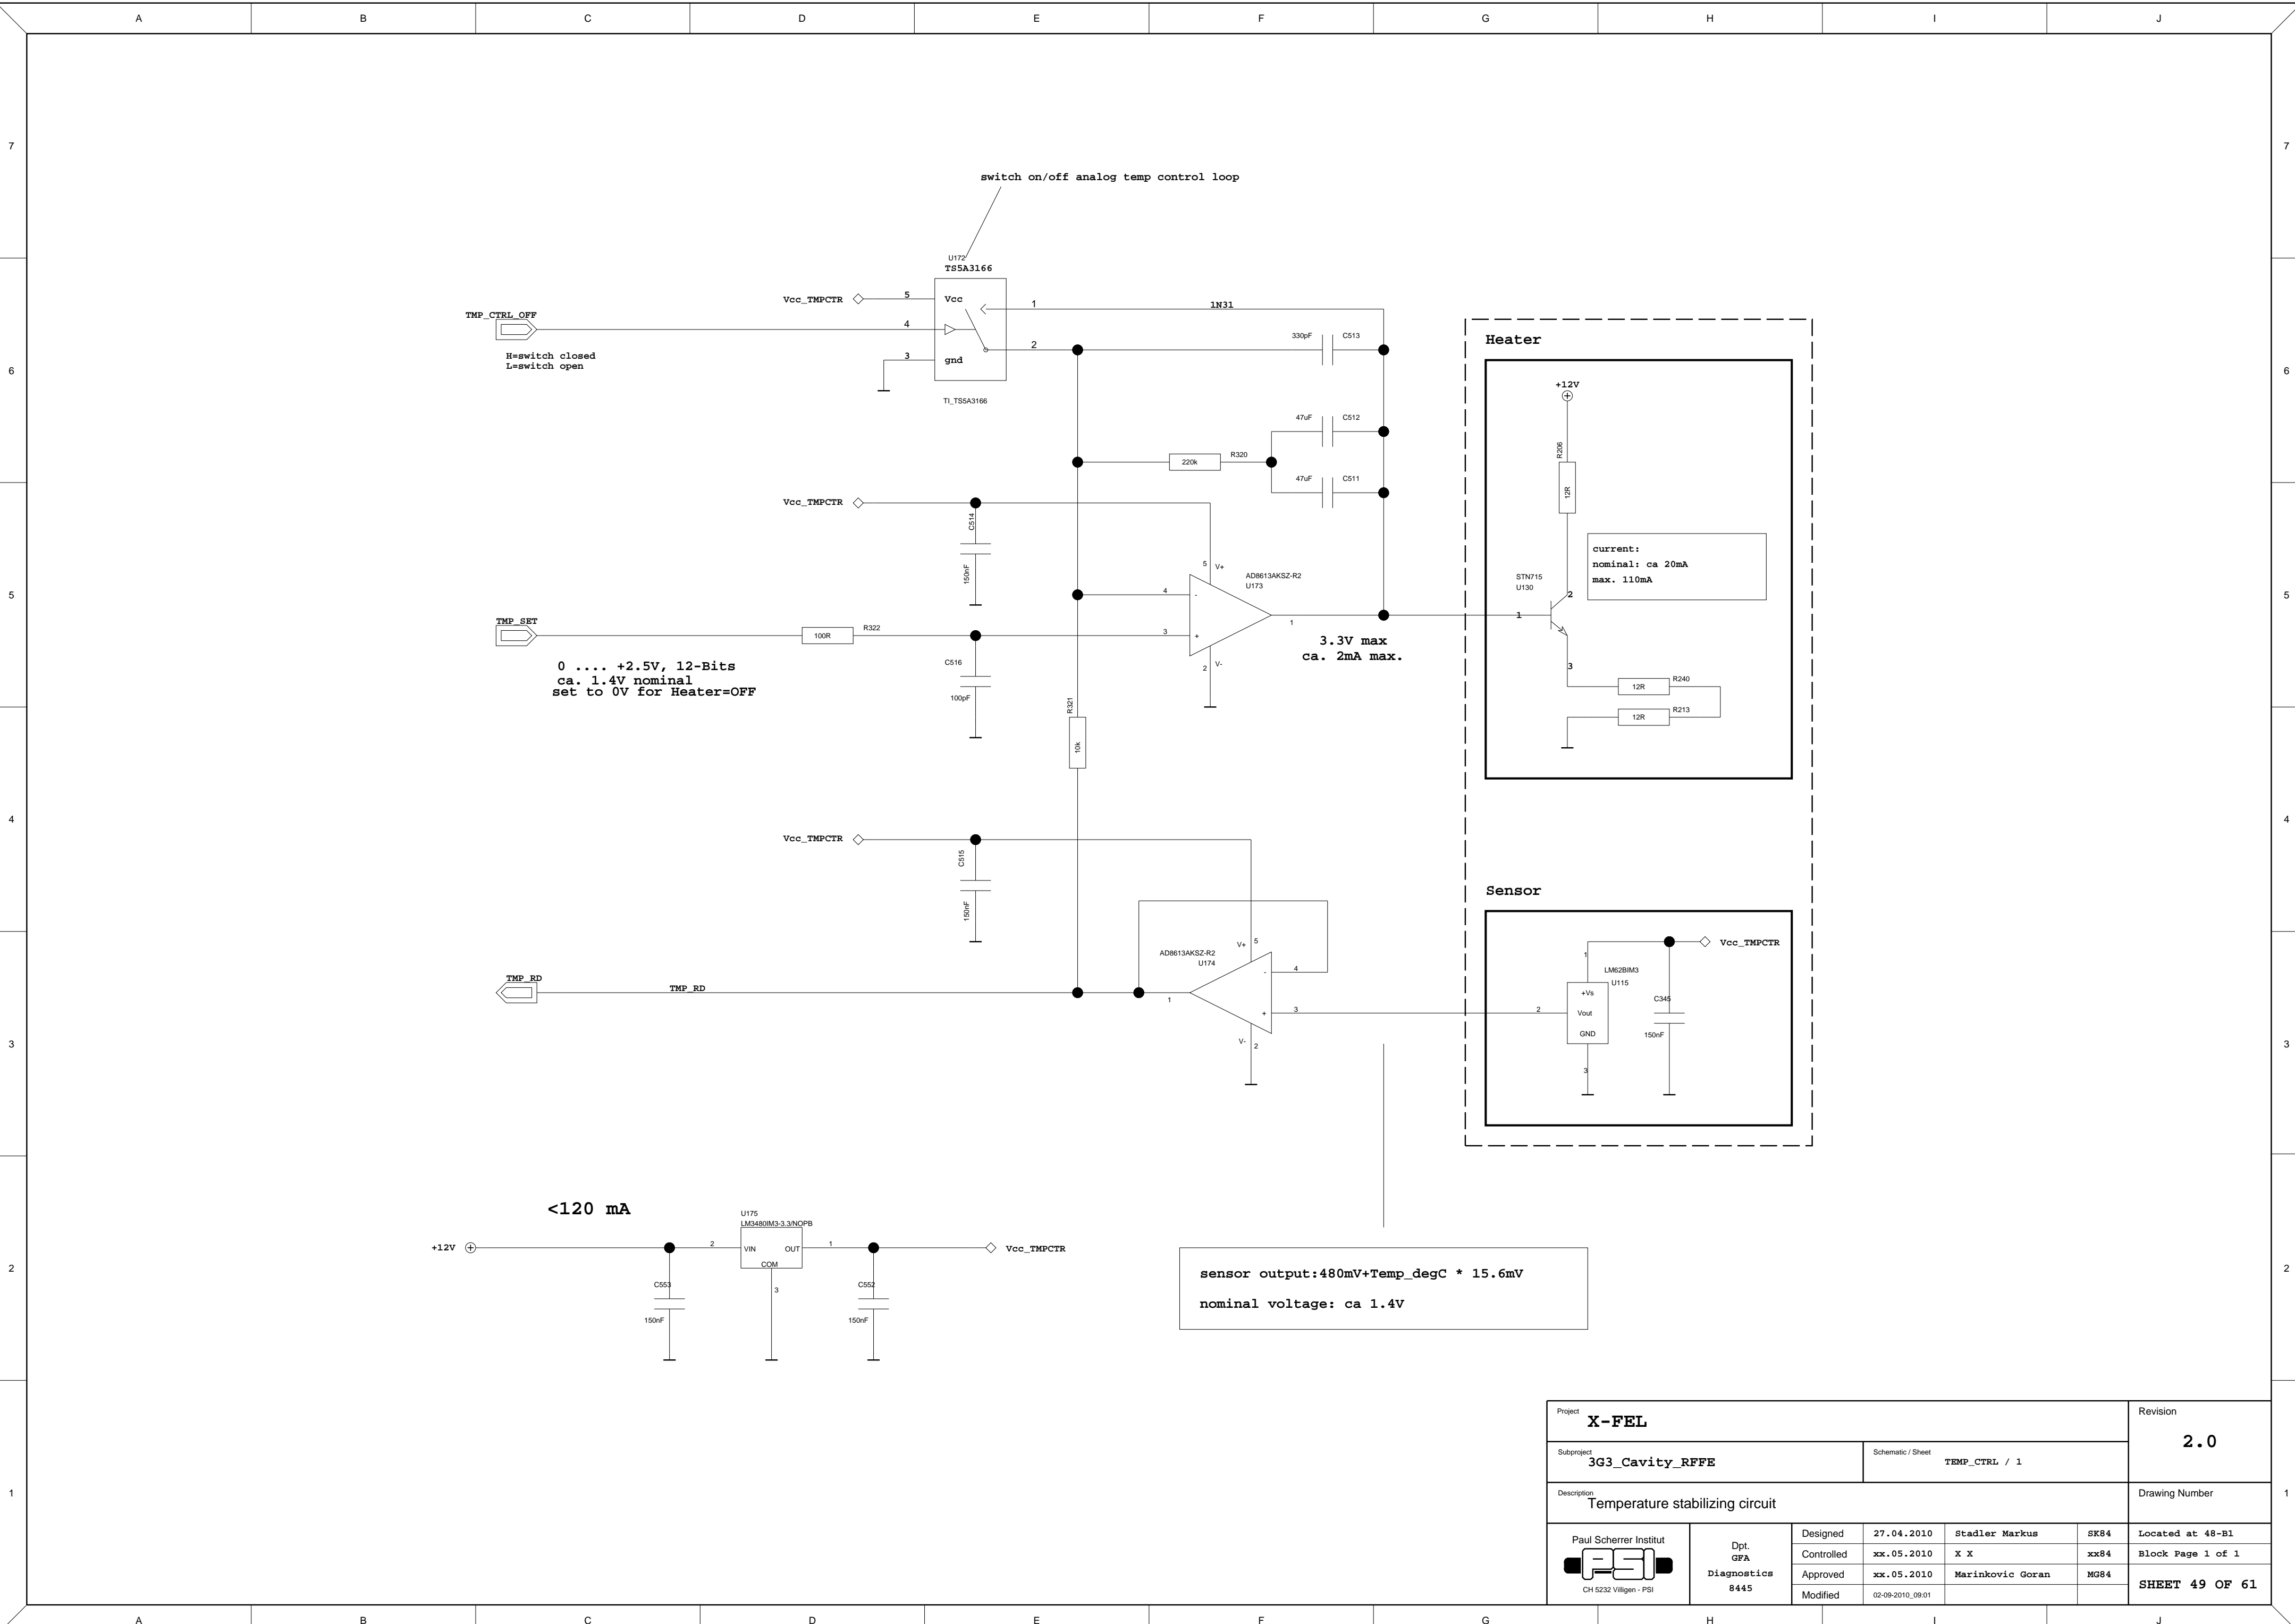 A B C D E F G H I J
7 7
switch on/off analog temp control loop
U172
TS5A3166
Vcc_TMPCTR 5 Vcc
1 1N31
TMP_CTRL_OFF
4
H=switch closed
L=switch open
3 gnd
2
330pF C513
TI_TS5A3166
6 6
47uF C512
220k R320
47uF C511
Heater
+12V
R206
12R
Vcc_TMPCTR
C514
150nF
5 V+
AD8613AKSZ-R2
U173
4 -
3 +
1
2 V-
current:
nominal: ca 20mA
max. 110mA
STN715
U130
2
1
3
5 5
TMP_SET
100R R322
0 .... +2.5V, 12-Bits
ca. 1.4V nominal
set to 0V for Heater=OFF
C516
100pF
3.3V max
ca. 2mA max.
12R R240
12R R213
R321
10k
4 4
Vcc_TMPCTR
C515
150nF
Sensor
AD8613AKSZ-R2
U174
V+ 5
- 4
+ 3
1
V- 2
TMP_RD
TMP_RD
Vcc_TMPCTR
1
LM62BIM3
U115
+Vs
2 Vout
GND
3
C345
150nF
3 3
<120 mA
U175
LM3480IM3-3.3/NOPB
+12V
2 VIN OUT 1
COM
3
Vcc_TMPCTR
C553
150nF
C552
150nF
2 2
sensor output:480mV+Temp_degC * 15.6mV
nominal voltage: ca 1.4V
1 1
Project X-FEL
Revision
2.0
Subproject
3G3_Cavity_RFFE
Schematic / Sheet
TEMP_CTRL / 1
Description
Temperature stabilizing circuit
Drawing Number
Paul Scherrer Institut
PSI
CH 5232 Villigen - PSI
Dpt.
GFA
Diagnostics
8445
Designed 27.04.2010 Stadler Markus SK84 Located at 48-B1
Controlled xx.05.2010 X X xx84 Block Page 1 of 1
Approved xx.05.2010 Marinkovic Goran MG84
Modified 02-09-2010_09:01
SHEET 49 OF 61
A B C D E F G H I J